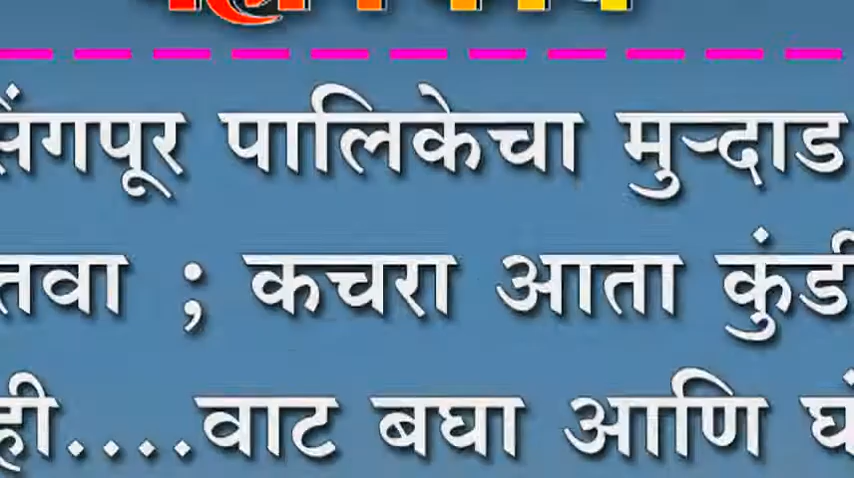 सिंगपूर पालिकेचा मुर्‍दाड
तवा ; कचरा आता कुंडी
ही....वाट बघा आणि